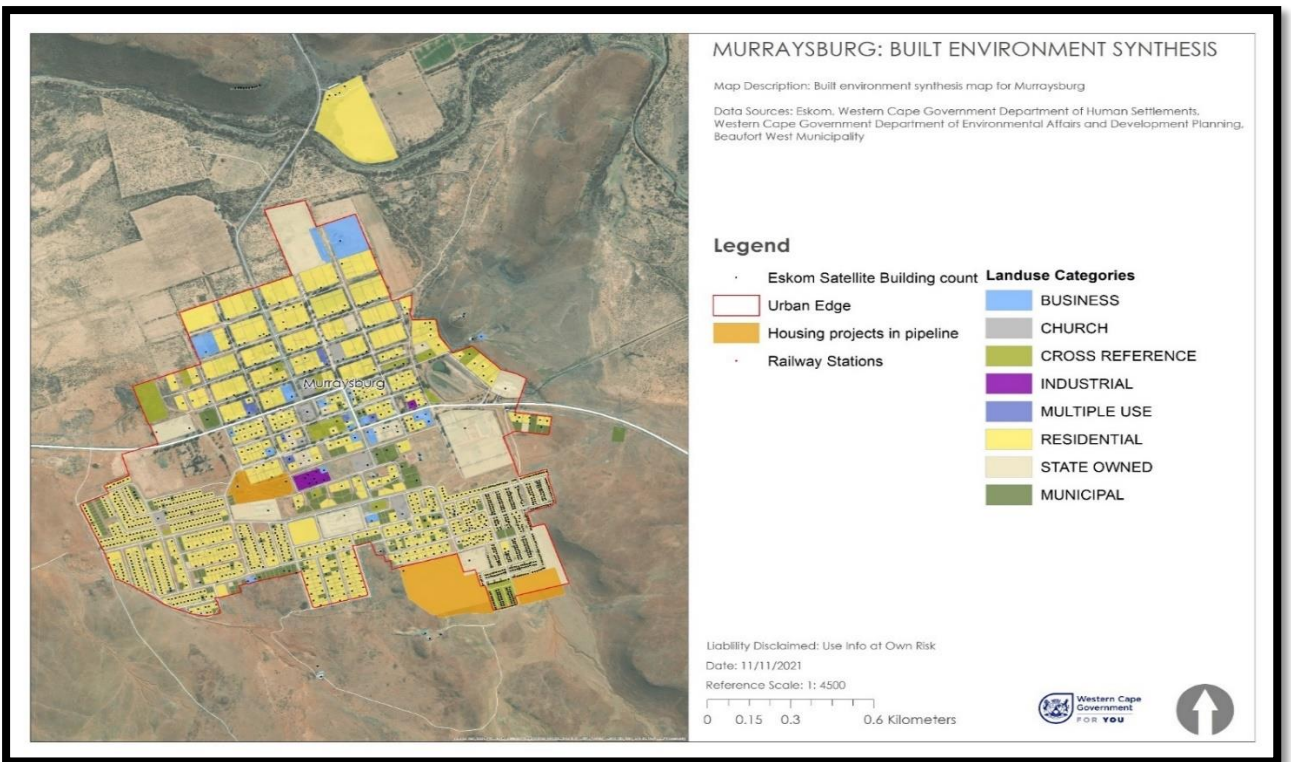 MURRAYSBURG: BUILT ENVIRONMENT SYNTHESIS
Map Description: Built environment synthesis map for Murraysburg
Data Sources: Eskom, Western Cape Government Department of Human Settlements,
Western Cape Government Department of Environmental Affairs and Development Planning,
Beaufort West Municipality
Legend
Eskom Satellite Building count
Urban Edge
Housing projects in pipeline
Railway Stations
Landuse Categories
BUSINESS
CHURCH
CROSS REFERENCE
INDUSTRIAL
MULTIPLE USE
RESIDENTIAL
STATE OWNED
MUNICIPAL
Murraysburg
Liability Disclaimed: Use Info at Own Risk
Date: 11/11/2021
Reference Scale: 1: 4500
0 0.15 0.3 0.6 Kilometers
Western Cape
Government
FOR YOU